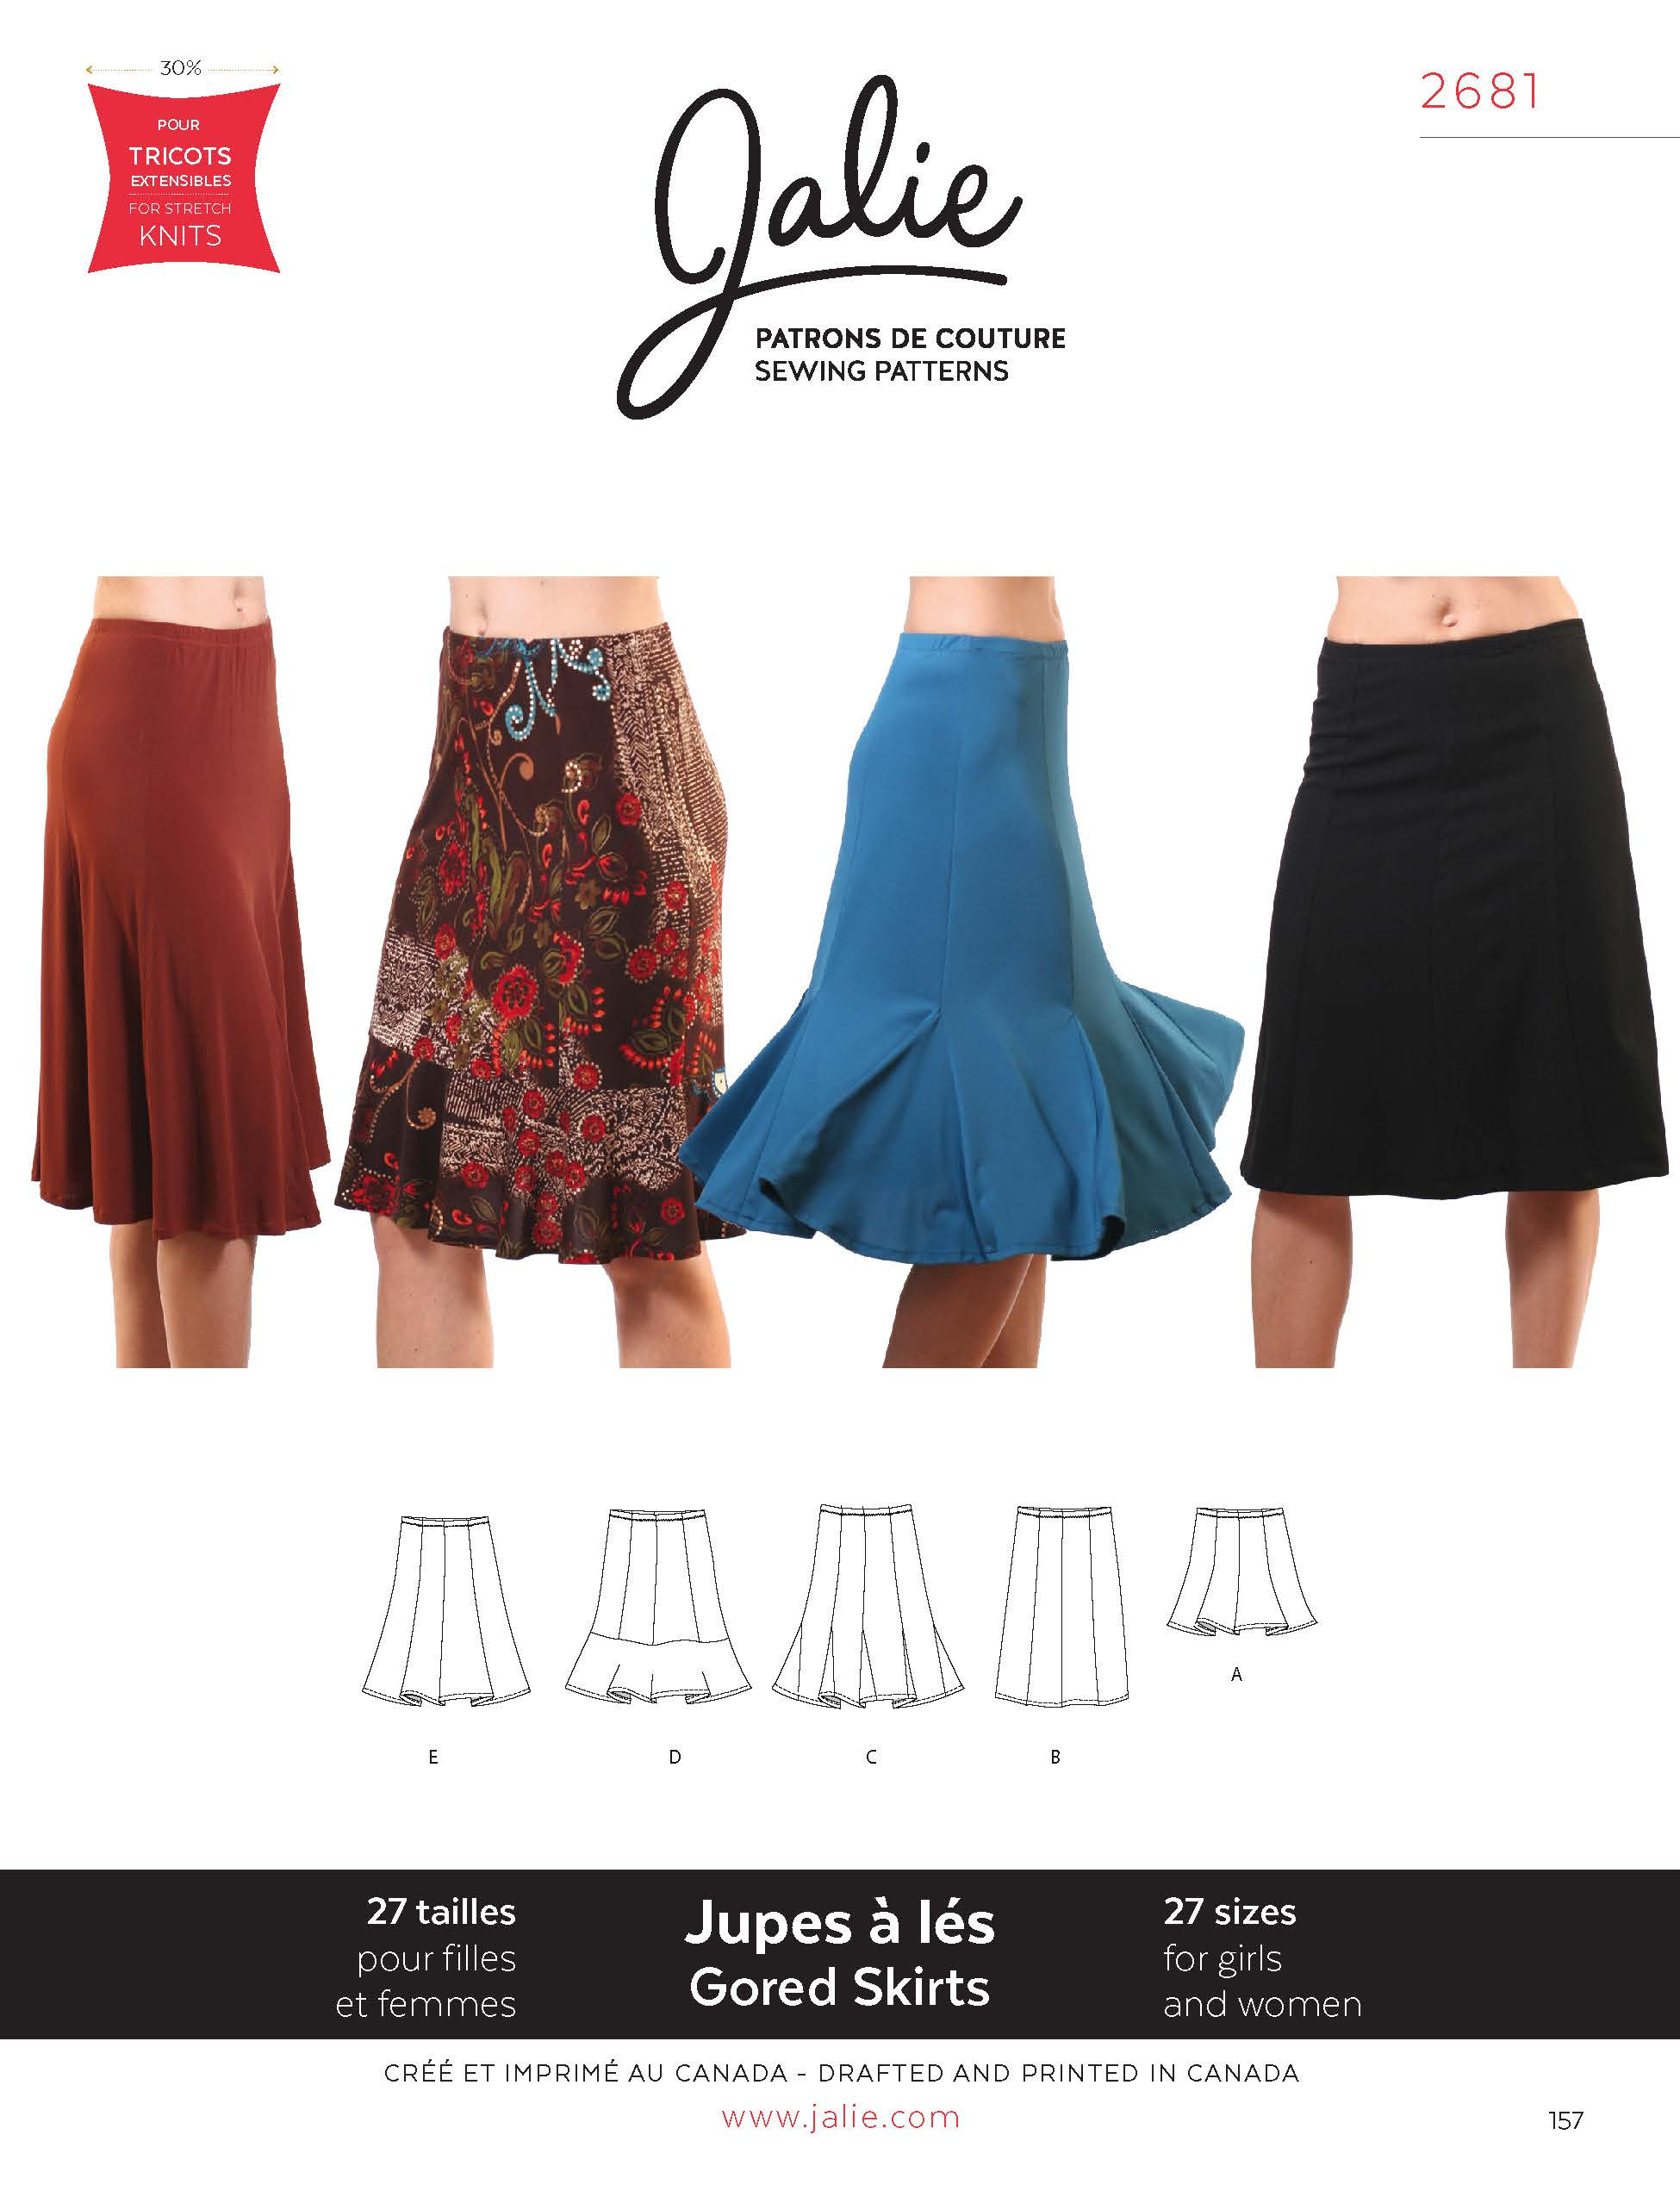 30%
POUR
TRICOTS
EXTENSIBLES
FOR STRETCH
KNITS
Jalie
PATRONS DE COUTURE
SEWING PATTERNS
2681
E
D
C
B
A
27 tailles
pour filles
et femmes
Jupes à lés
Gored Skirts
27 sizes
for girls
and women
CRÉÉ ET IMPRIMÉ AU CANADA - DRAFTED AND PRINTED IN CANADA
www.jalie.com
157